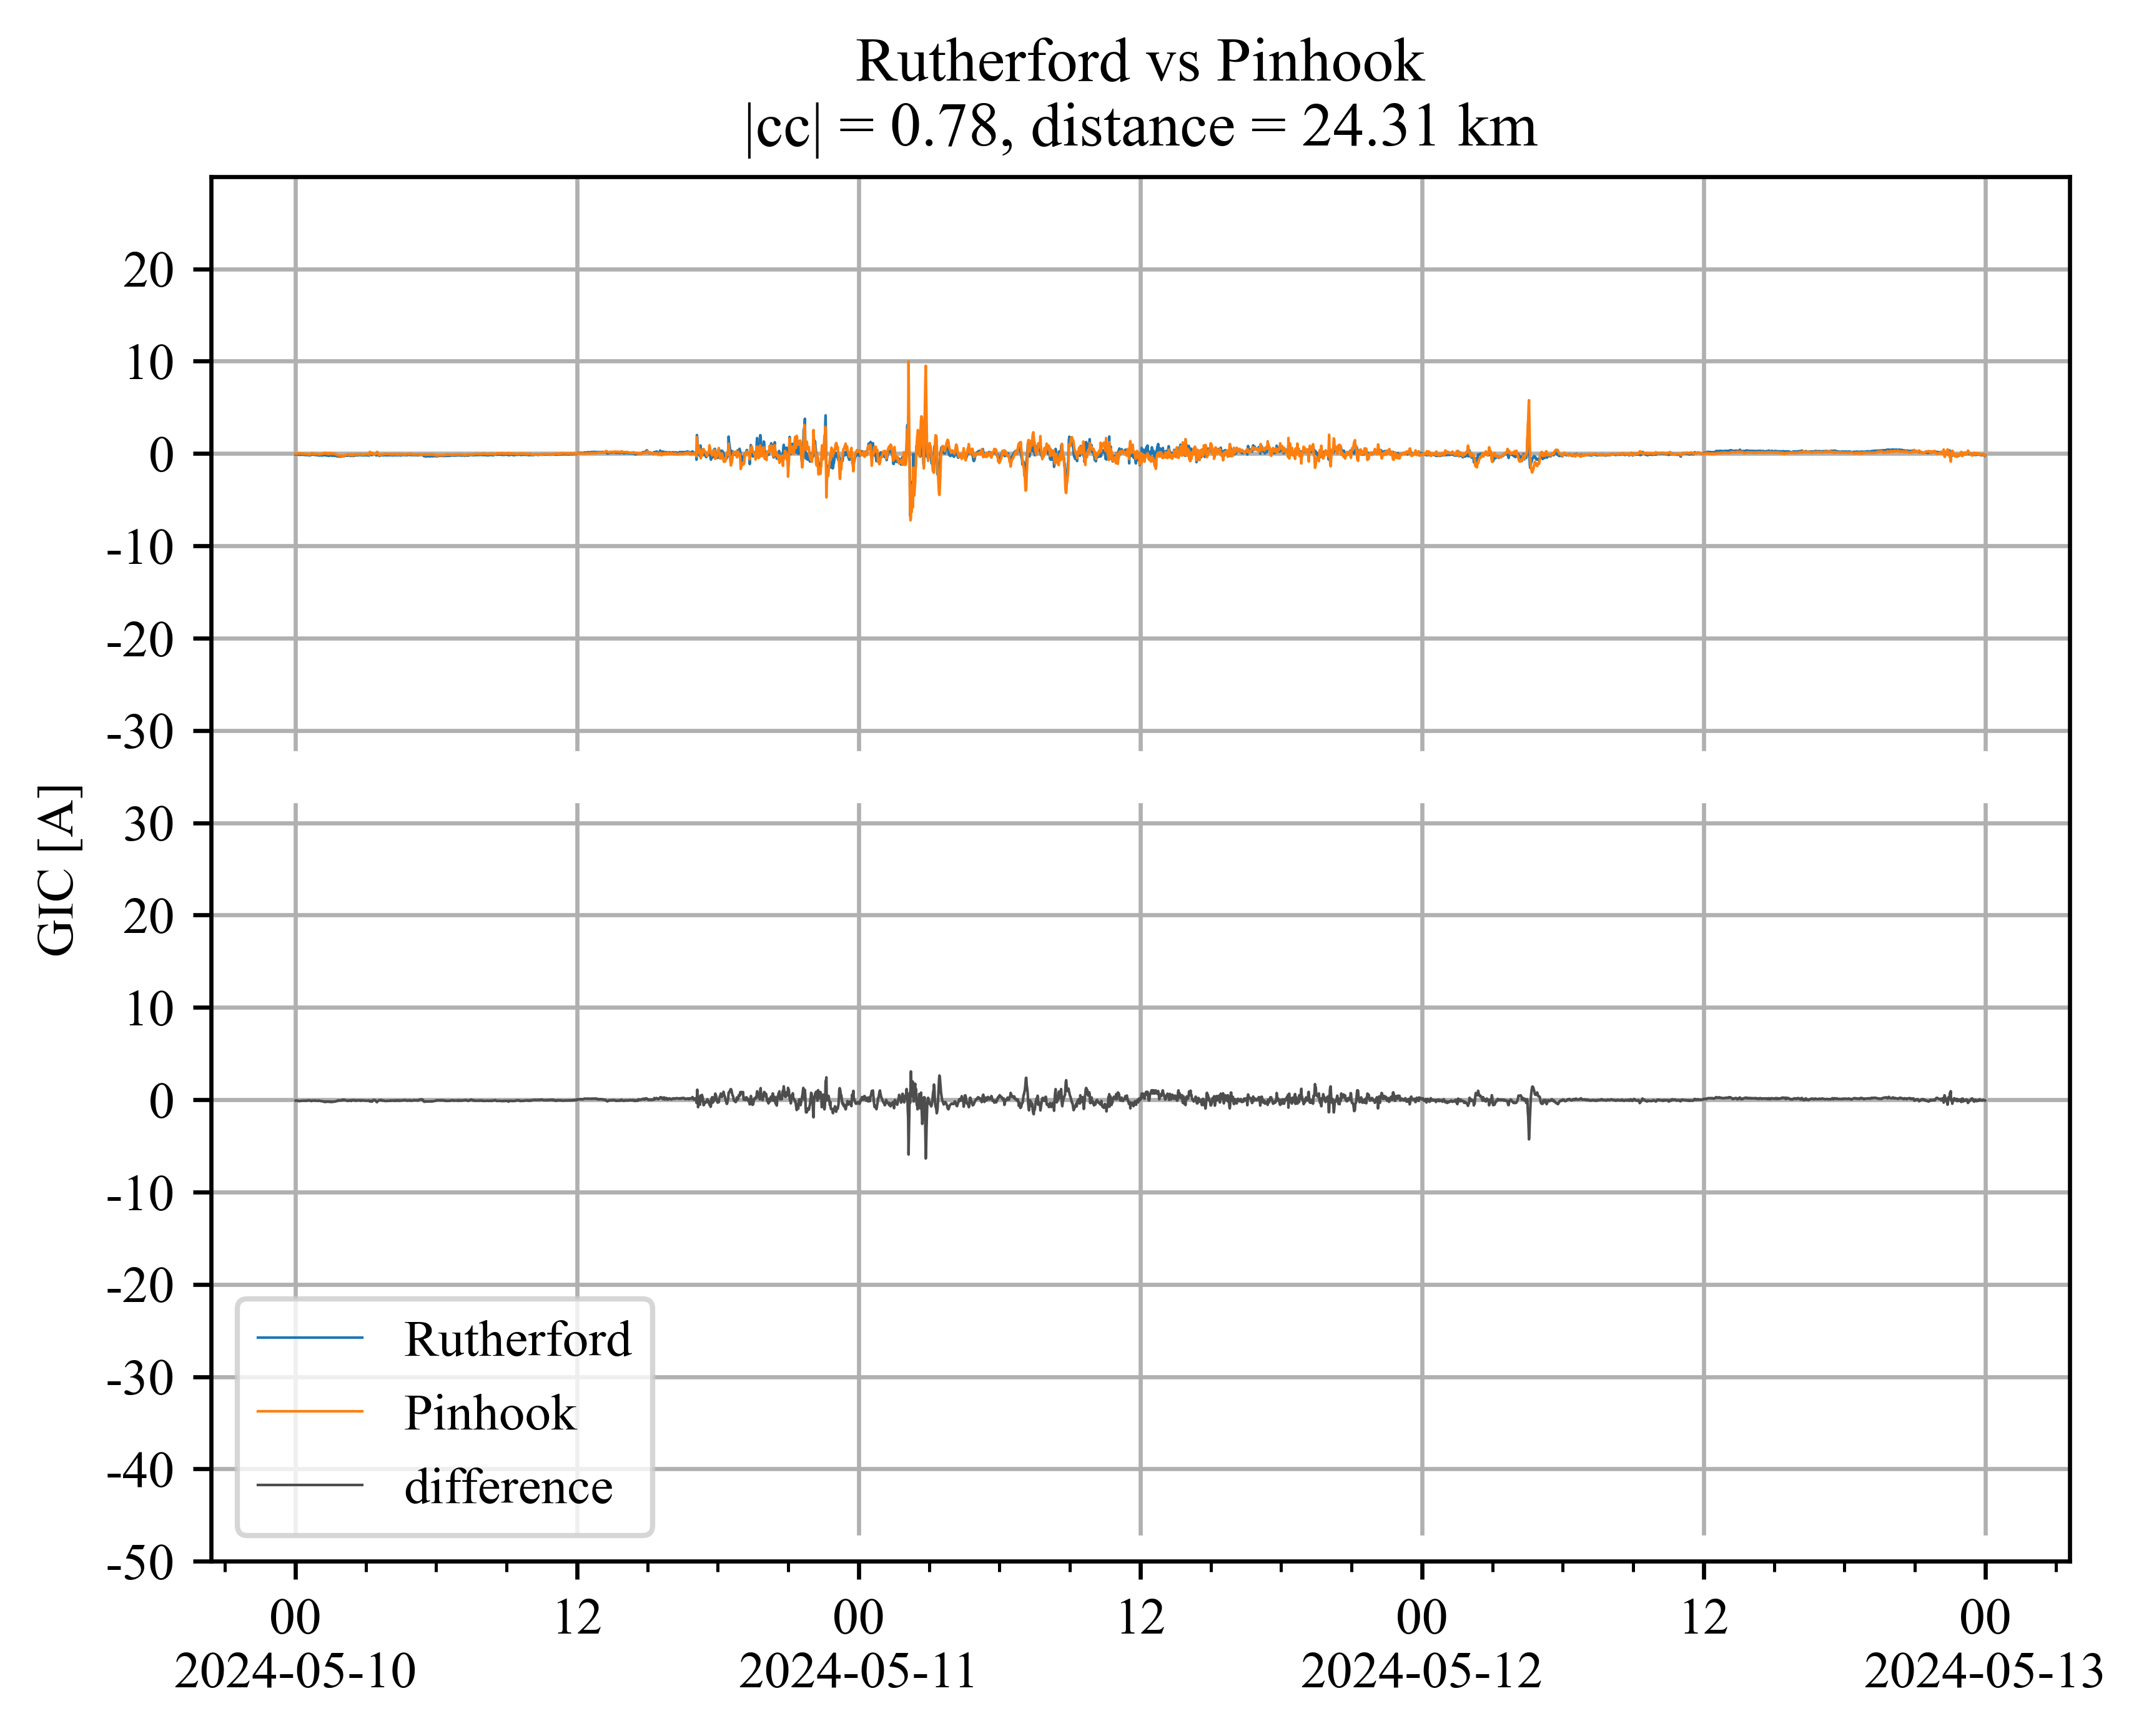 Rutherford vs Pinhook
|cc| = 0.78, distance = 24.31 km
GIC [A]
20
10
0
-10
-20
-30
30
20
10
0
-10
-20
-30
-40
-50
Rutherford
Pinhook
difference
00 12 00 12 00 12 00
2024-05-10 2024-05-11 2024-05-12 2024-05-13